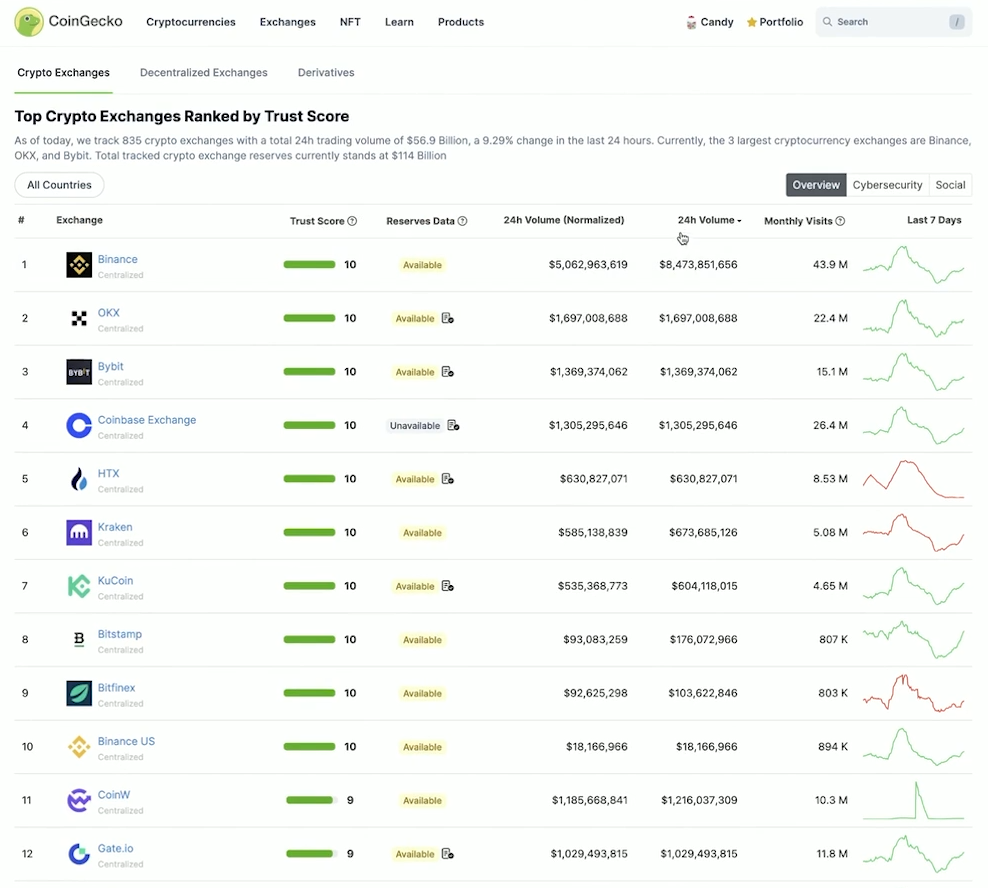 CoinGecko Cryptocurrencies Exchanges NFT Learn Products Candy Portfolio Search /
Crypto Exchanges Decentralized Exchanges Derivatives
Top Crypto Exchanges Ranked by Trust Score
As of today, we track 835 crypto exchanges with a total 24h trading volume of $56.9 Billion, a 9.29% change in the last 24 hours. Currently, the 3 largest cryptocurrency exchanges are Binance,
OKX, and Bybit. Total tracked crypto exchange reserves currently stands at $114 Billion
All Countries Overview Cybersecurity Social
# Exchange Trust Score Reserves Data 24h Volume (Normalized) 24h Volume Monthly Visits Last 7 Days
1 Binance 10 Available $5,062,963,619 $8,473,851,656 43.9 M
Centralized
2 OKX 10 Available $1,697,008,688 $1,697,008,688 22.4 M
Centralized
3 BYBIT Bybit 10 Available $1,369,374,062 $1,369,374,062 15.1 M
Centralized
4 Coinbase Exchange 10 Unavailable $1,305,295,646 $1,305,295,646 26.4 M
Centralized
5 HTX 10 Available $630,827,071 $630,827,071 8.53 M
Centralized
6 Kraken 10 Available $585,138,839 $673,685,126 5.08 M
Centralized
7 KuCoin 10 Available $535,368,773 $604,118,015 4.65 M
Centralized
8 Bitstamp 10 Available $93,083,259 $176,072,966 807 K
Centralized
9 Bitfinex 10 Available $92,625,298 $103,622,846 803 K
Centralized
10 Binance US 10 Available $18,166,966 $18,166,966 894 K
Centralized
11 CoinW 9 Available $1,185,668,841 $1,216,037,309 10.3 M
Centralized
12 Gate.io 9 Available $1,029,493,815 $1,029,493,815 11.8 M
Centralized